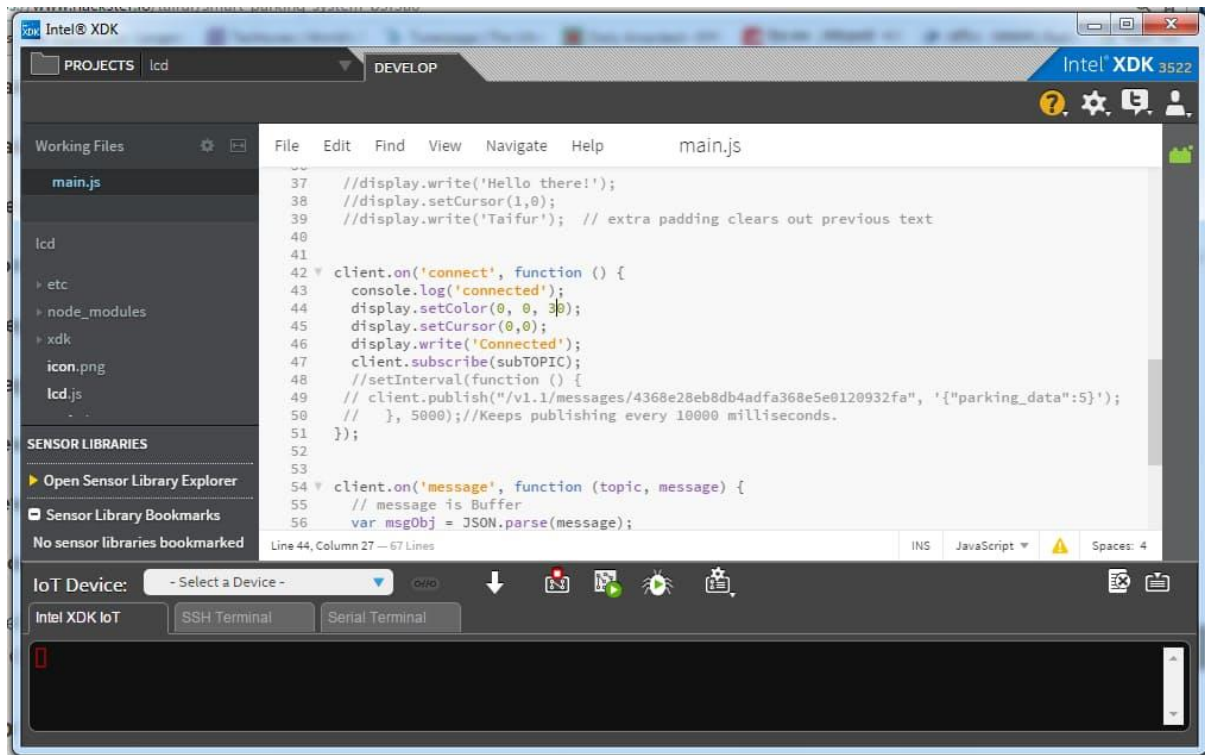 Intel® XDK
PROJECTS lcd
DEVELOP
Intel® XDK 3522
Working Files
main.js
lcd
etc
node_modules
xdk
icon.png
lcd.js
SENSOR LIBRARIES
Open Sensor Library Explorer
Sensor Library Bookmarks
No sensor libraries bookmarked
File Edit Find View Navigate Help main.js
37 //display.write('Hello there!');
38 //display.setCursor(1,0);
39 //display.write('Taifur'); // extra padding clears out previous text
40
41
42 client.on('connect', function () {
43 console.log('connected');
44 display.setColor(0, 0, 30);
45 display.setCursor(0,0);
46 display.write('Connected');
47 client.subscribe(subTOPIC);
48 //setInterval(function () {
49 // client.publish("/v1.1/messages/4368e28eb8db4adfa368e5e0120932fa", '{"parking_data":5}');
50 // }, 5000);//Keeps publishing every 10000 milliseconds.
51 });
52
53
54 client.on('message', function (topic, message) {
55 // message is Buffer
56 var msgObj = JSON.parse(message);
Line 44, Column 27 — 67 Lines
INS JavaScript Spaces: 4
IoT Device: - Select a Device -
Intel XDK IoT SSH Terminal Serial Terminal